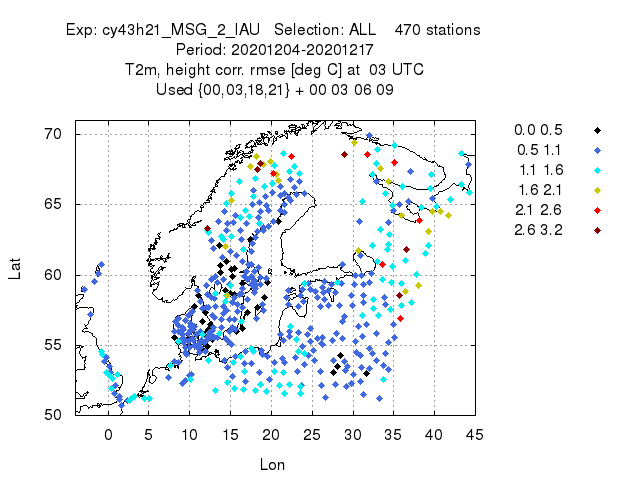 Exp: cy43h21_MSG_2_IAU   Selection: ALL    470 stations
Period: 20201204-20201217
T2m, height corr. rmse [deg C] at  03 UTC
Used {00,03,18,21} + 00 03 06 09
0.0 0.5
0.5 1.1
1.1 1.6
1.6 2.1
2.1 2.6
2.6 3.2
70
65
60
55
50
Lat
0 5 10 15 20 25 30 35 40 45
Lon